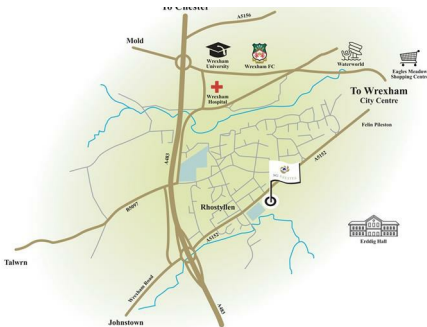 To Chester
A5156
Mold
Wrexham
University
Wrexham FC
Waterworld
Eagles Meadow
Shopping Centre
Wrexham
Hospital
To Wrexham
City Centre
Felin Puleston
A483
A5152
B5097
Rhostyllen
A5152
Erddig Hall
Talwrn
Wrexham Road
A483
Johnstown